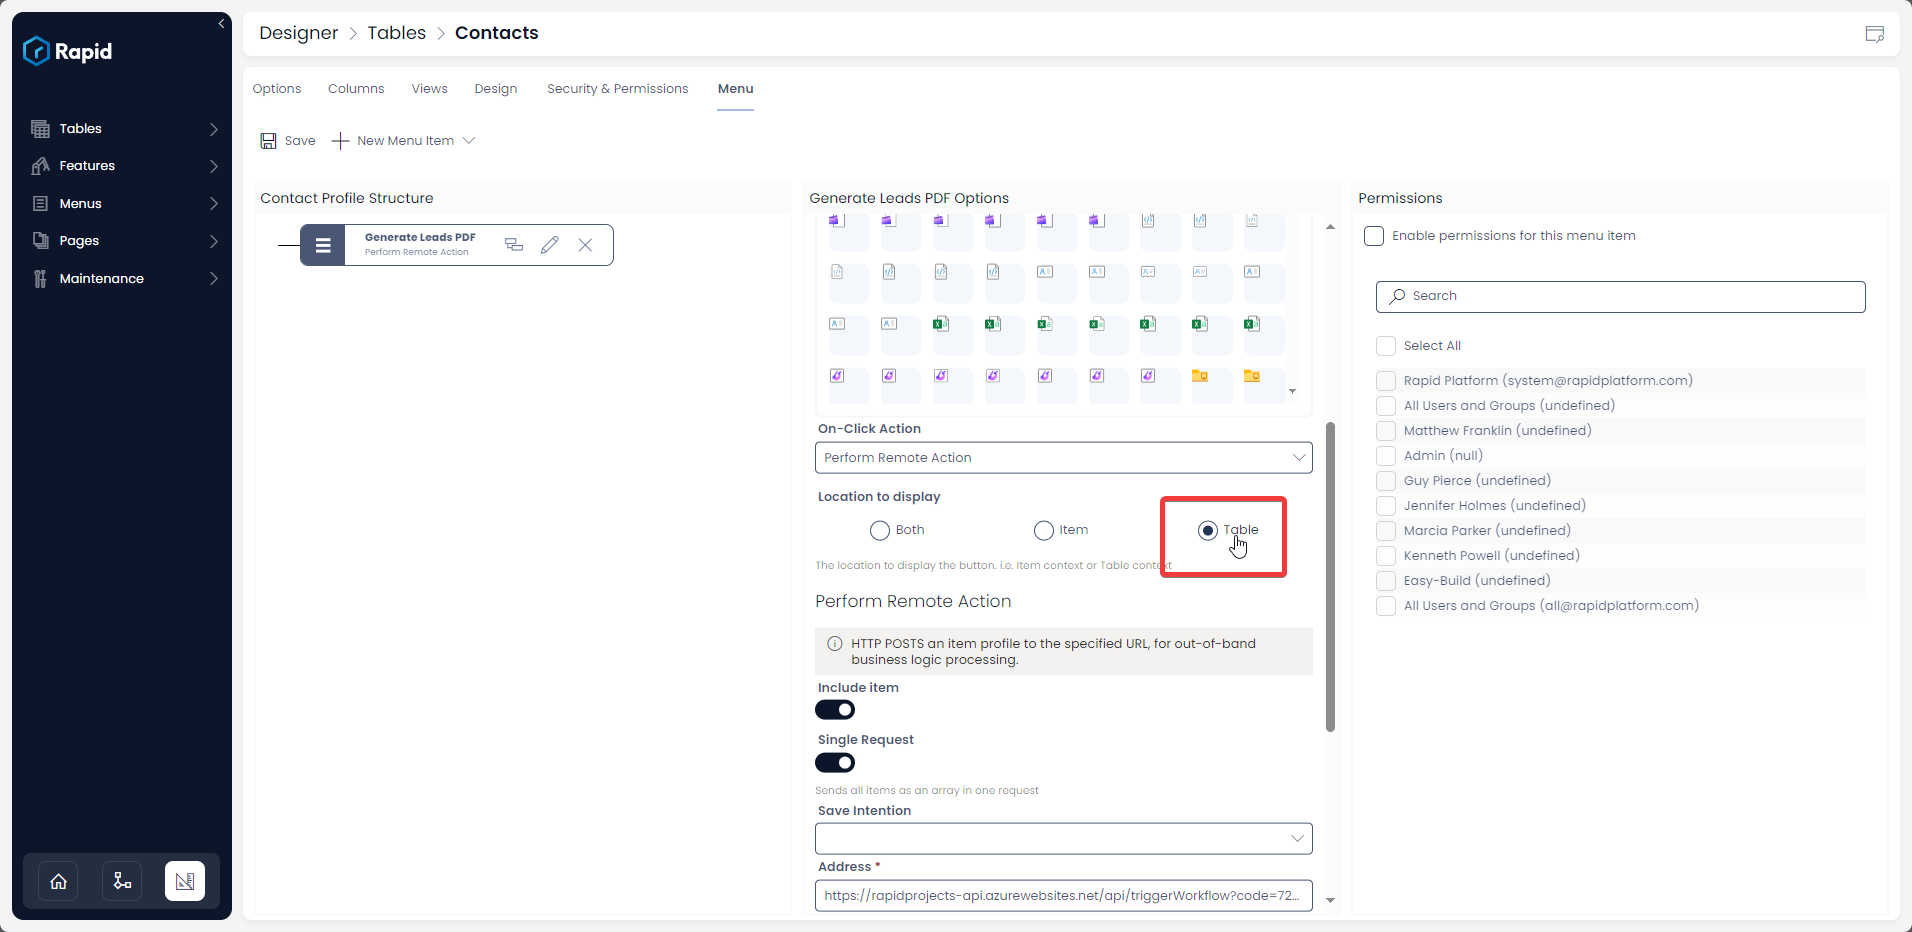 Rapid
Tables
Features
Menus
Pages
Maintenance
Designer > Tables > Contacts
Options Columns Views Design Security & Permissions Menu
Save New Menu Item
Contact Profile Structure
Generate Leads PDF
Perform Remote Action
Generate Leads PDF Options
On-Click Action
Perform Remote Action
Location to display
Both Item Table
The location to display the button. i.e. Item context or Table context
Perform Remote Action
HTTP POSTS an item profile to the specified URL, for out-of-band
business logic processing.
Include item
Single Request
Sends all items as an array in one request
Save Intention
Address *
https://rapidprojects-api.azurewebsites.net/api/triggerWorkflow?code=72...
Permissions
Enable permissions for this menu item
Search
Select All
Rapid Platform (system@rapidplatform.com)
All Users and Groups (undefined)
Matthew Franklin (undefined)
Admin (null)
Guy Pierce (undefined)
Jennifer Holmes (undefined)
Marcia Parker (undefined)
Kenneth Powell (undefined)
Easy-Build (undefined)
All Users and Groups (all@rapidplatform.com)